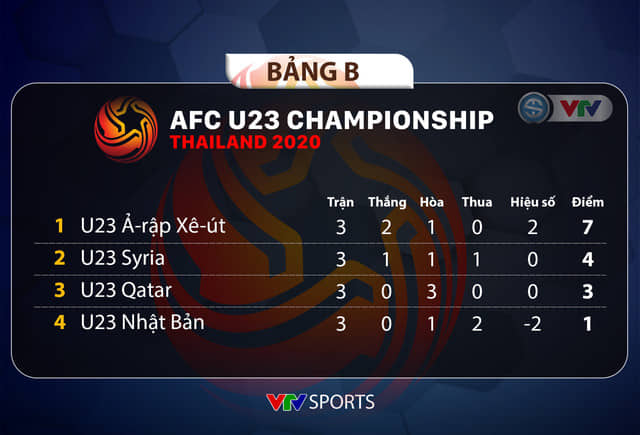 BẢNG B
AFC U23 CHAMPIONSHIP
THAILAND 2020
VTV
Trận Thắng Hòa Thua Hiệu số Điểm
1 U23 Ả-rập Xê-út 3 2 1 0 2 7
2 U23 Syria 3 1 1 1 0 4
3 U23 Qatar 3 0 3 0 0 3
4 U23 Nhật Bản 3 0 1 2 -2 1
VTV SPORTS